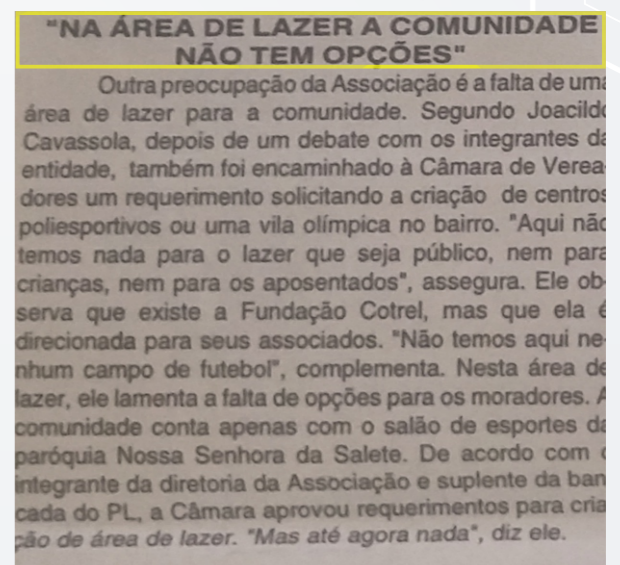 "NA ÁREA DE LAZER A COMUNIDADE
NÃO TEM OPÇÕES"
Outra preocupação da Associação é a falta de uma
área de lazer para a comunidade. Segundo Joacildo
Cavassola, depois de um debate com os integrantes da
entidade, também foi encaminhado à Câmara de Verea-
dores um requerimento solicitando a criação de centros
poliesportivos ou uma vila olímpica no bairro. "Aqui não
temos nada para o lazer que seja público, nem para
crianças, nem para os aposentados", assegura. Ele ob-
serva que existe a Fundação Cotrel, mas que ela é
direcionada para seus associados. "Não temos aqui ne-
nhum campo de futebol", complementa. Nesta área de
lazer, ele lamenta a falta de opções para os moradores. A
comunidade conta apenas com o salão de esportes da
paróquia Nossa Senhora da Salete. De acordo com o
integrante da diretoria da Associação e suplente da ban
cada do PL, a Câmara aprovou requerimentos para cria
ção de área de lazer. "Mas até agora nada", diz ele.